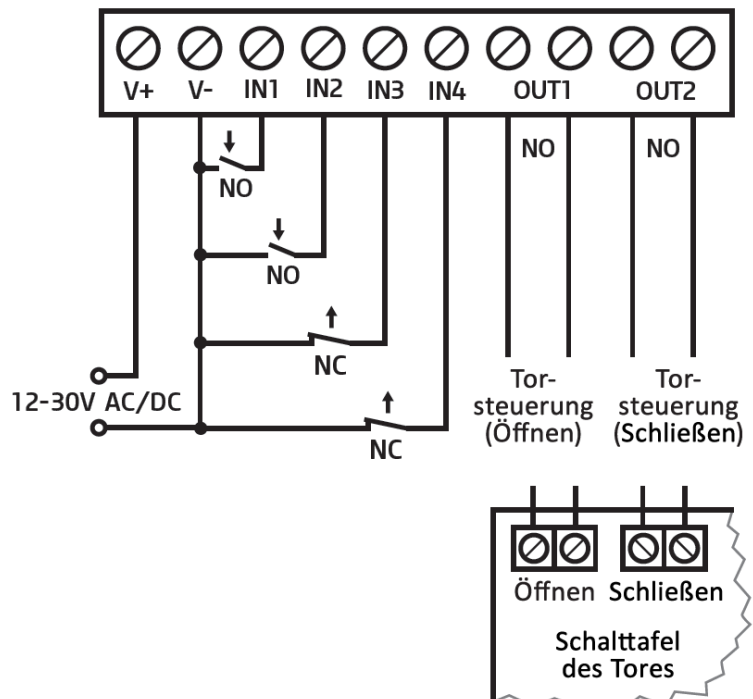 V+ V- IN1 IN2 IN3 IN4 OUT1 OUT2
NO NO
NO
NO
NC
12-30V AC/DC
NC
Tor-
steuerung
(Öffnen)
Tor-
steuerung
(Schließen)
Öffnen Schließen
Schalttafel
des Tores